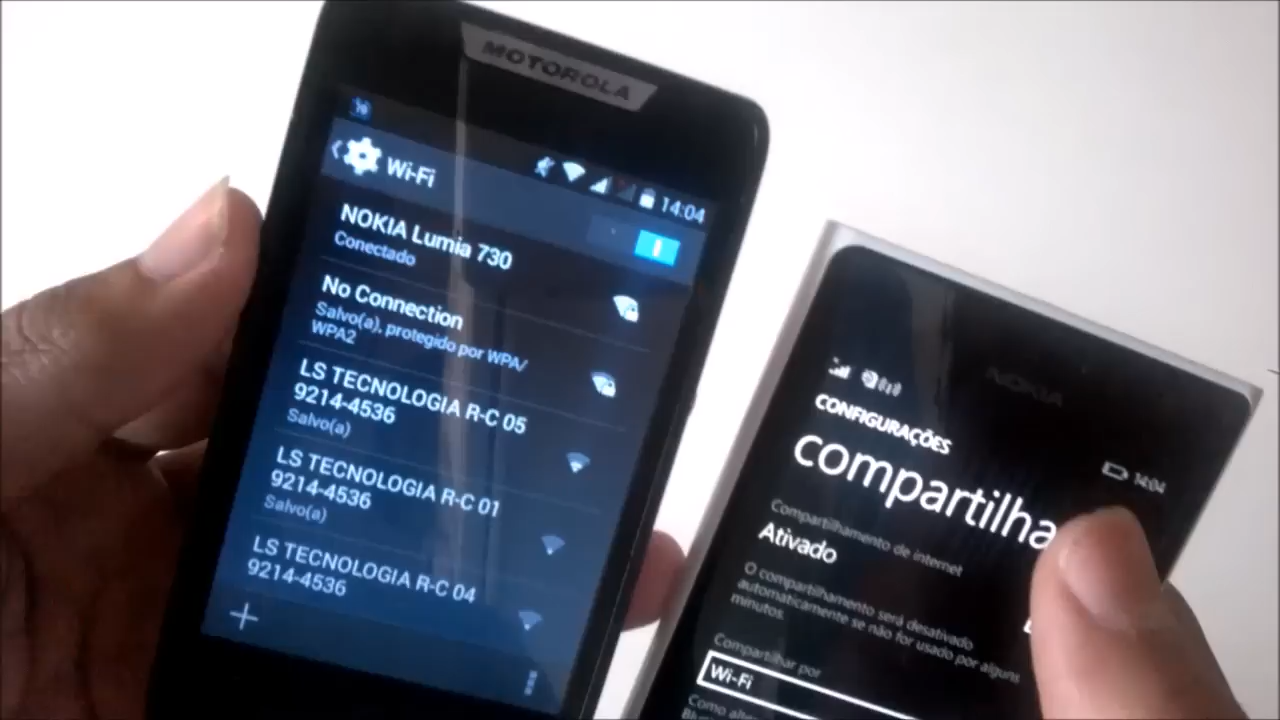 MOTOROLA
14:04
Wi-Fi
NOKIA Lumia 730
Conectado
No Connection
Salvo(a), protegido por WPA/
WPA2
LS TECNOLOGIA R-C 05
9214-4536
Salvo(a)
LS TECNOLOGIA R-C 01
9214-4536
Salvo(a)
LS TECNOLOGIA R-C 04
9214-4536
NOKIA
14:04
CONFIGURAÇÕES
compartilha
Compartilhamento de internet
Ativado
O compartilhamento será desativado
automaticamente se não for usado por alguns
minutos.
Compartilhar por
Wi-Fi
Como